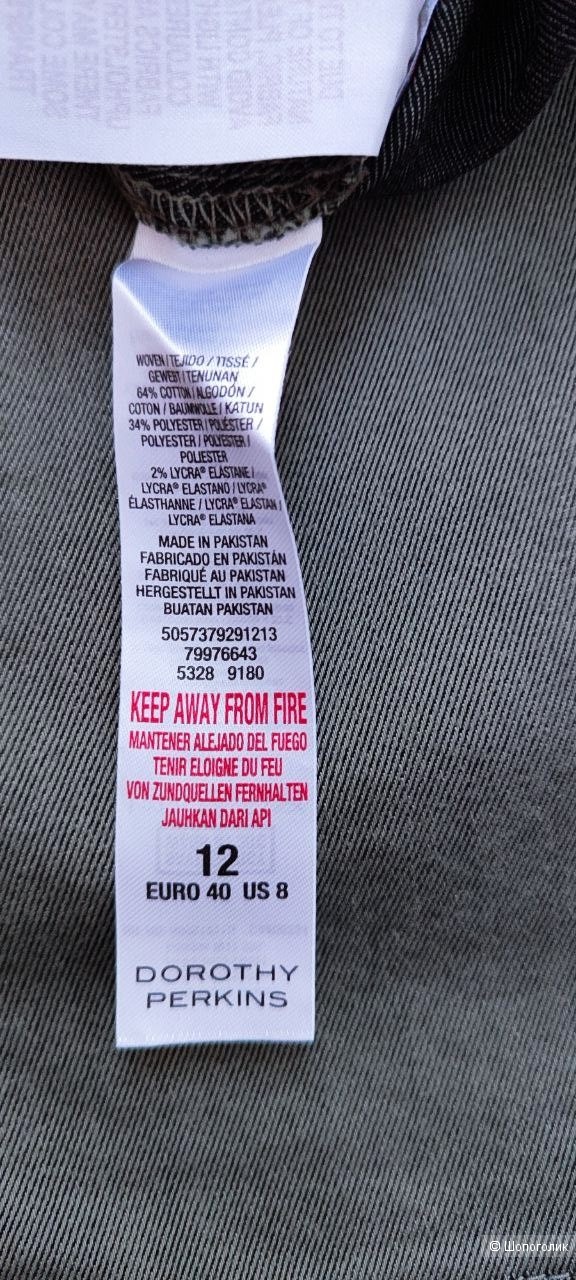 WOVEN / TEJIDO / TISSÉ /
GEWEBT / TENUNAN
64% COTTON / ALGODÓN /
COTON / BAUMWOLLE / KATUN
34% POLYESTER / POLIÉSTER /
POLYESTER / POLYESTER /
POLIESTER
2% LYCRA® ELASTANE /
LYCRA® ELASTANO / LYCRA®
ÉLASTHANNE / LYCRA® ELASTAN /
LYCRA® ELASTANA
MADE IN PAKISTAN
FABRICADO EN PAKISTÁN
FABRIQUÉ AU PAKISTAN
HERGESTELLT IN PAKISTAN
BUATAN PAKISTAN
5057379291213
79976643
5328 9180
KEEP AWAY FROM FIRE
MANTENER ALEJADO DEL FUEGO
TENIR ELOIGNE DU FEU
VON ZUNDQUELLEN FERNHALTEN
JAUHKAN DARI API
12
EURO 40 US 8
DOROTHY
PERKINS
© Шопоголик